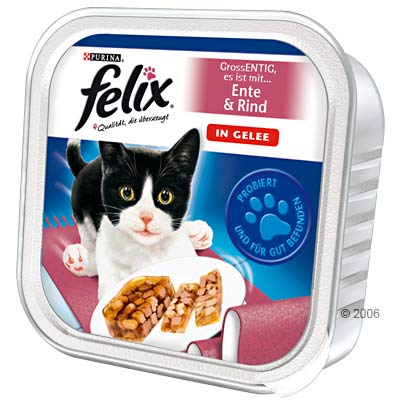 PURINA
felix
Qualität, die überzeugt
GrossENTIG,
es ist mit...
Ente
& Rind
IN GELEE
PROBIERT
UND FÜR GUT BEFUNDEN
© 2006